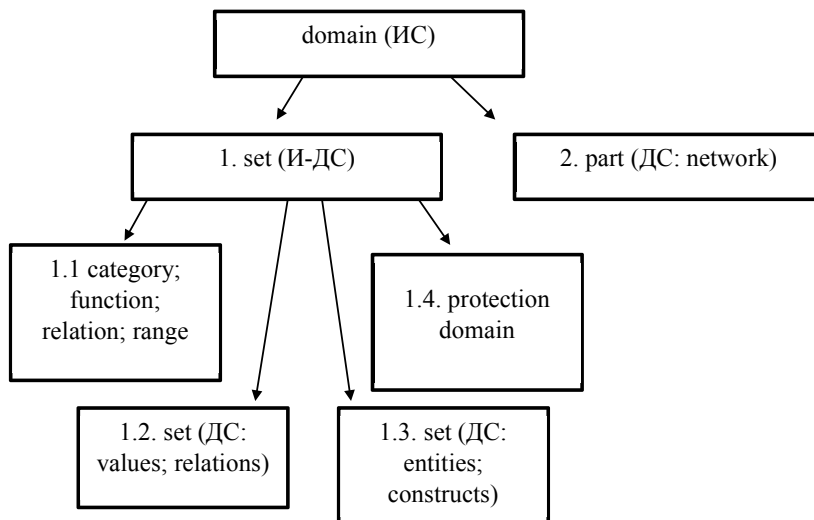 domain (ИС)
1. set (И-ДС)
2. part (ДС: network)
1.1 category;
function;
relation; range
1.4. protection
domain
1.2. set (ДС:
values; relations)
1.3. set (ДС:
entities;
constructs)